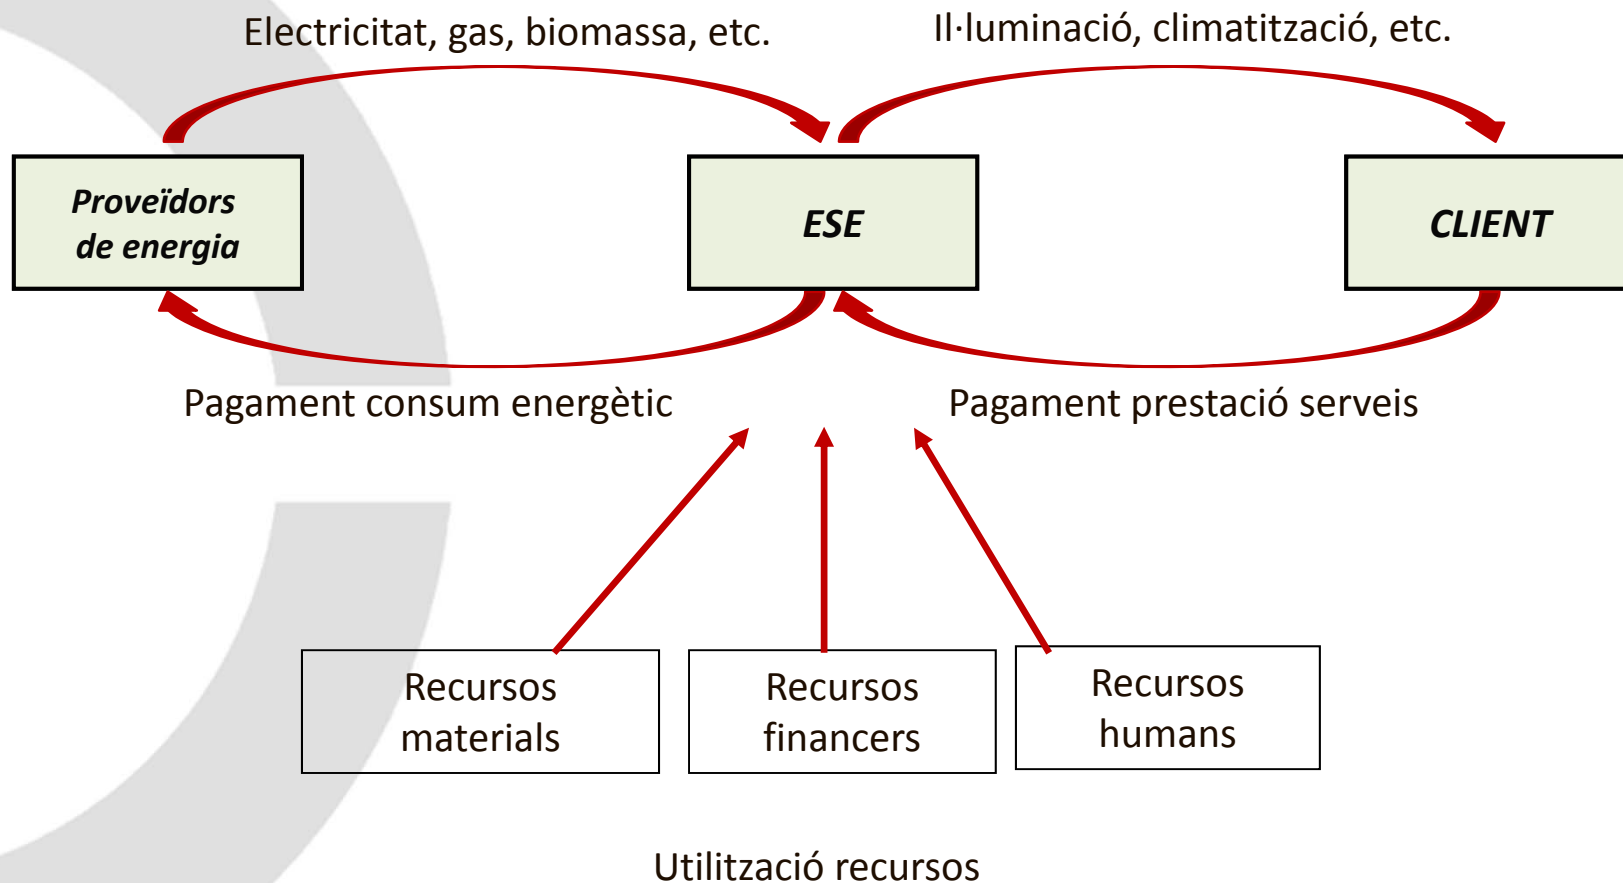 Electricitat, gas, biomassa, etc.
Il·luminació, climatització, etc.
Proveïdors
de energia
ESE
CLIENT
Pagament consum energètic
Pagament prestació serveis
Recursos
materials
Recursos
financers
Recursos
humans
Utilització recursos